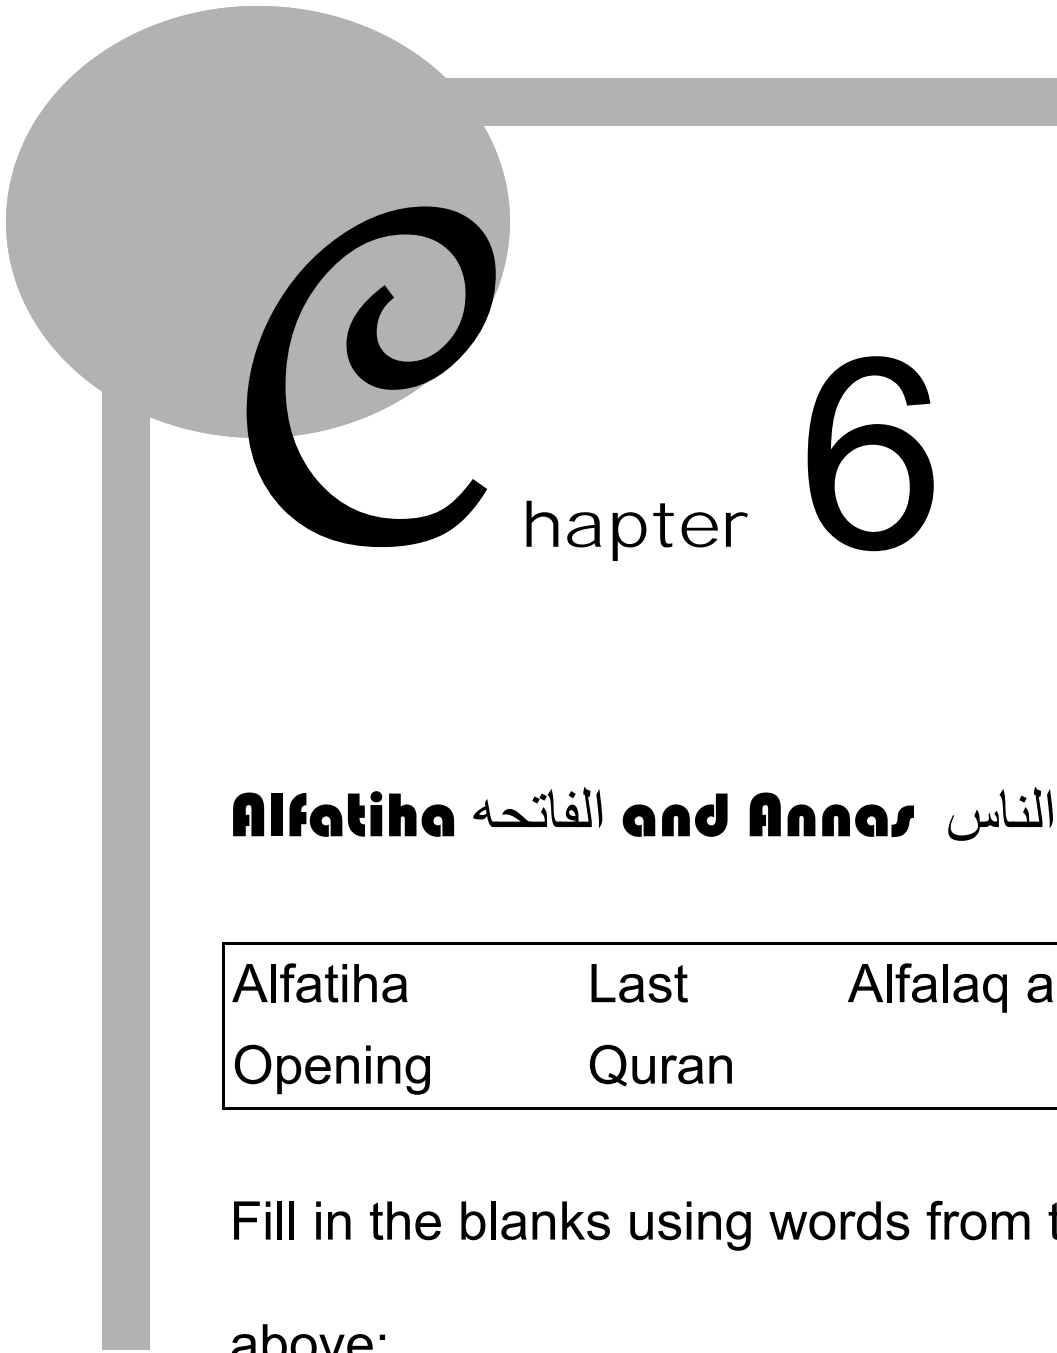 Chapter 6
Alfatiha الفاتحه and Annas الناس
Alfatiha Last Alfalaq a
Opening Quran
Fill in the blanks using words from t
above: